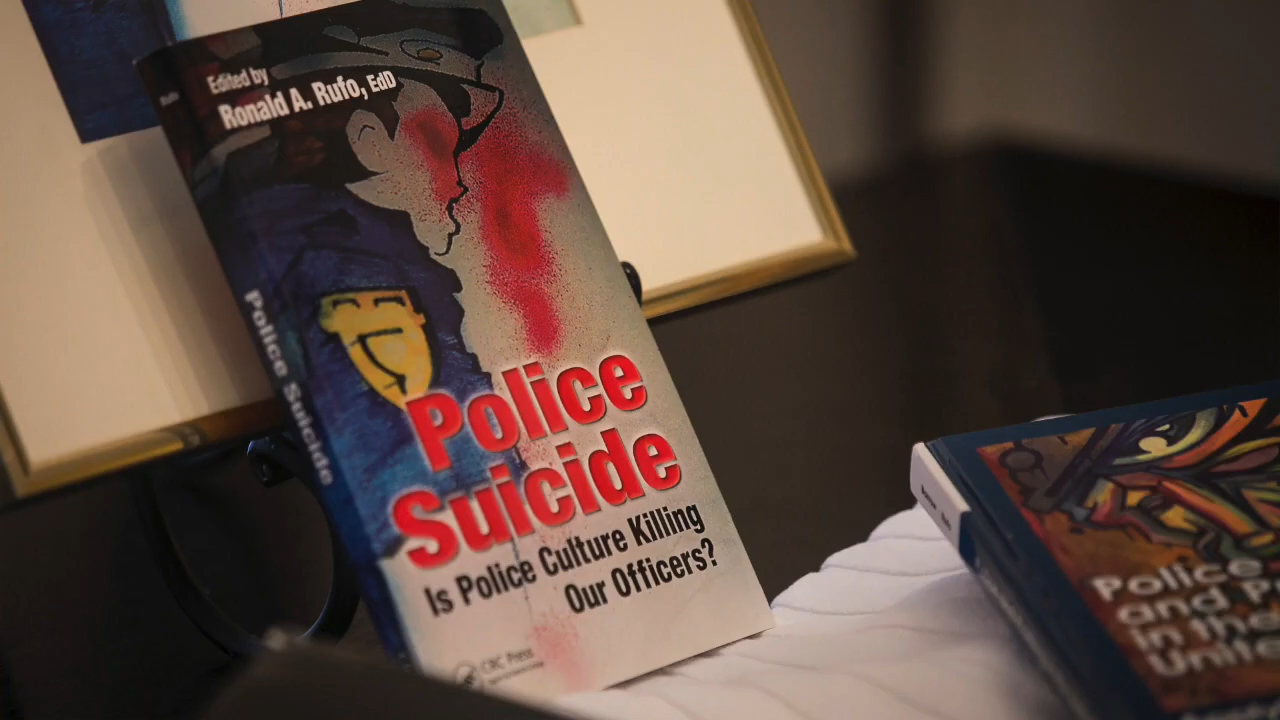 Edited by
Ronald A. Rufo, EdD
Police Suicide
Police
Suicide
Is Police Culture Killing
Our Officers?
CRC Press
Police
and
in the